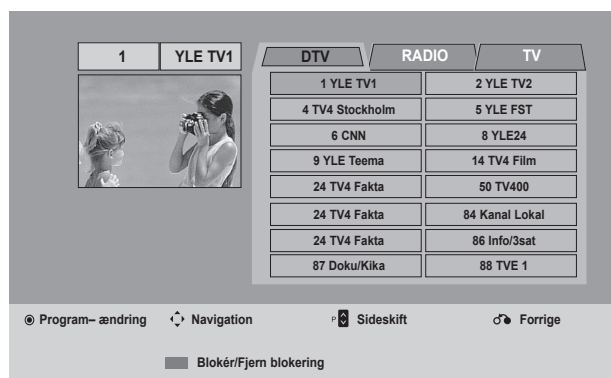 1 YLE TV1
DTV RADIO TV
1 YLE TV1 2 YLE TV2
4 TV4 Stockholm 5 YLE FST
6 CNN 8 YLE24
9 YLE Teema 14 TV4 Film
24 TV4 Fakta 50 TV400
24 TV4 Fakta 84 Kanal Lokal
24 TV4 Fakta 86 Info/3sat
87 Doku/Kika 88 TVE 1
Program– ændring Navigation P Sideskift Forrige
Blokér/Fjern blokering